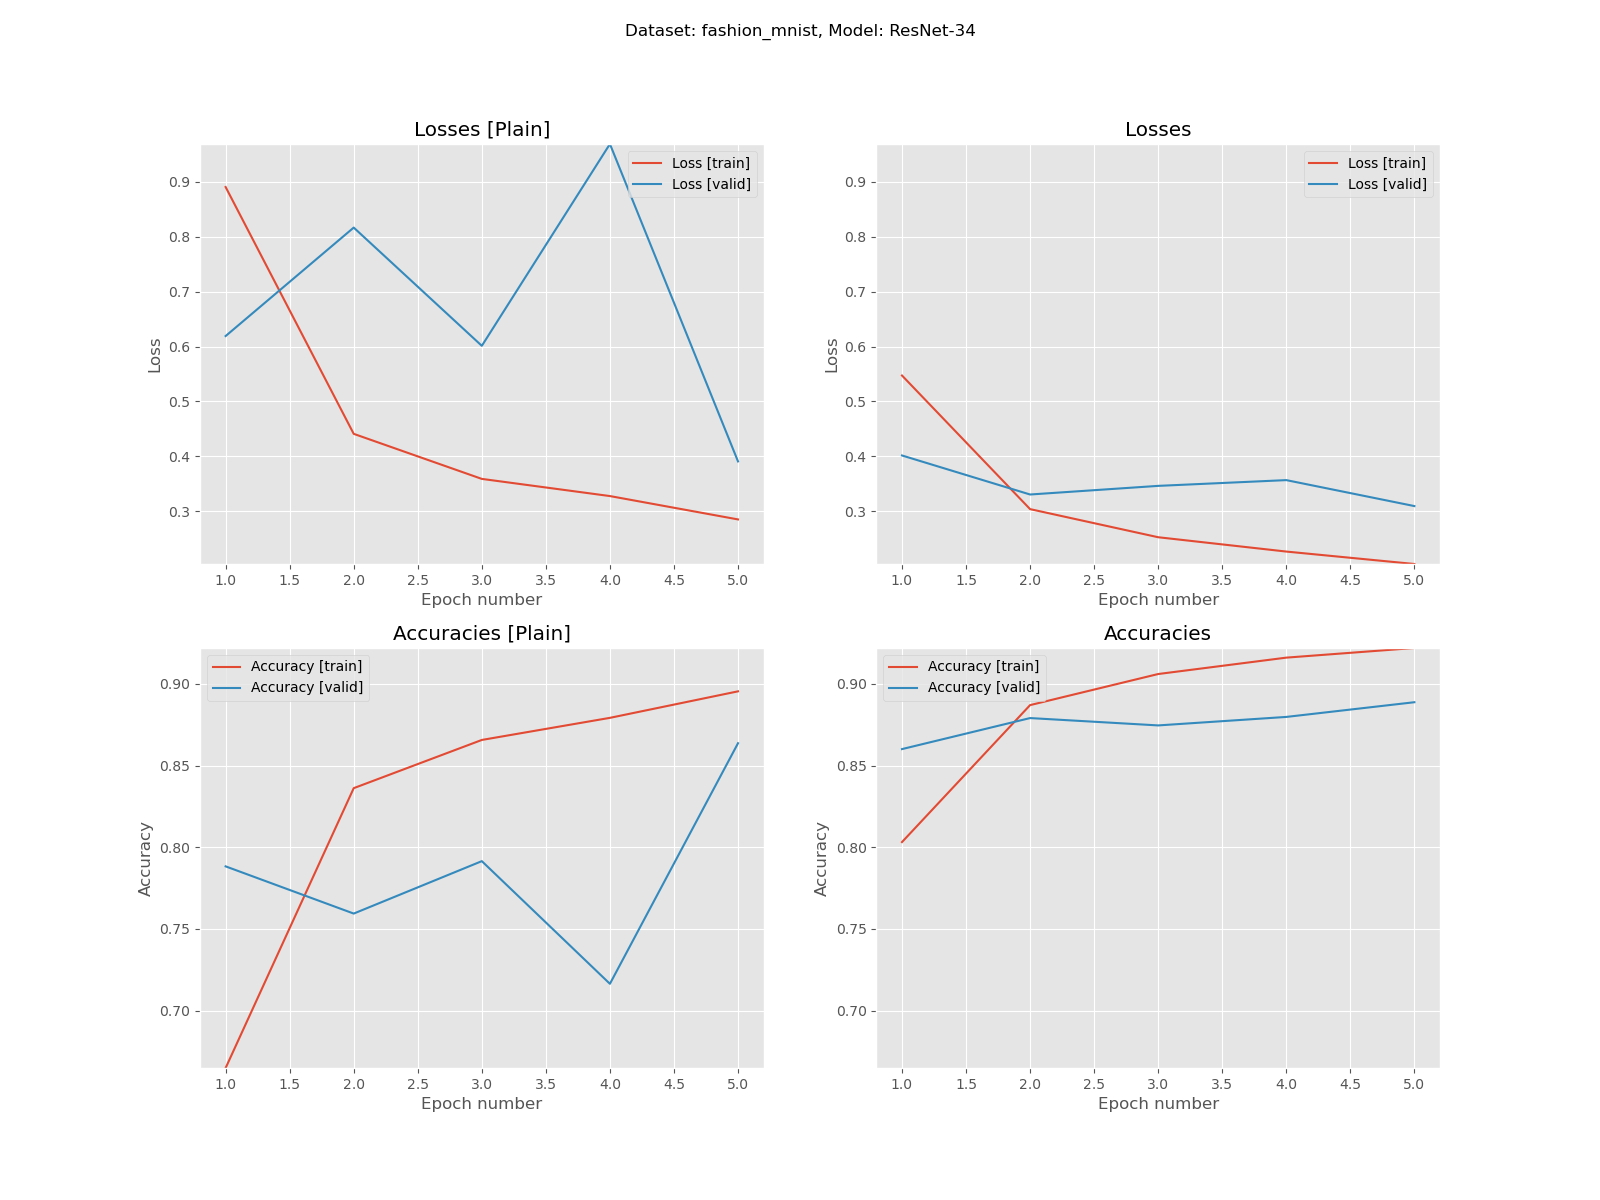 Dataset: fashion_mnist, Model: ResNet-34
Losses [Plain]
Loss [train]
Loss [valid]
0.9
0.8
0.7
0.6
0.5
0.4
0.3
Loss
1.0 1.5 2.0 2.5 3.0 3.5 4.0 4.5 5.0
Epoch number
Losses
Loss [train]
Loss [valid]
0.9
0.8
0.7
0.6
0.5
0.4
0.3
Loss
1.0 1.5 2.0 2.5 3.0 3.5 4.0 4.5 5.0
Epoch number
Accuracies [Plain]
Accuracy [train]
Accuracy [valid]
0.90
0.85
0.80
0.75
0.70
Accuracy
1.0 1.5 2.0 2.5 3.0 3.5 4.0 4.5 5.0
Epoch number
Accuracies
Accuracy [train]
Accuracy [valid]
0.90
0.85
0.80
0.75
0.70
Accuracy
1.0 1.5 2.0 2.5 3.0 3.5 4.0 4.5 5.0
Epoch number